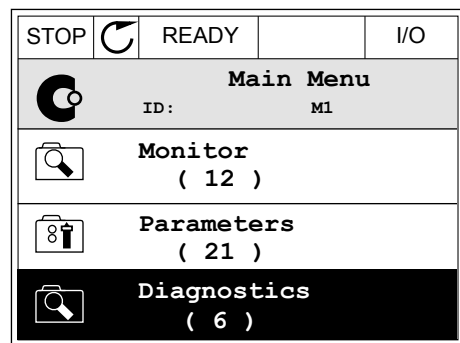 STOP READY I/O
Main Menu
ID: M1
Monitor
( 12 )
Parameters
( 21 )
Diagnostics
( 6 )